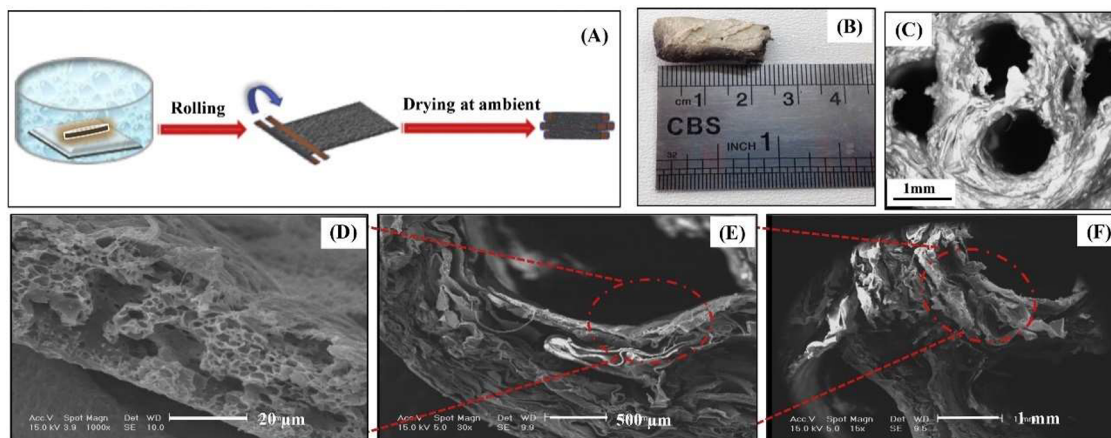 (A)
Rolling
Drying at ambient
(B)
cm 1 2 3 4
CBS
INCH 1
32
(C)
1mm
(D)
Acc.V Spot Magn Det WD
15.0 kV 3.9 1000x SE 10.0
20 µm
(E)
Acc.V Spot Magn Det WD
15.0 kV 5.0 30x SE 9.9
500 µm
(F)
Acc.V Spot Magn Det WD
15.0 kV 5.0 15x SE 9.5
1 mm